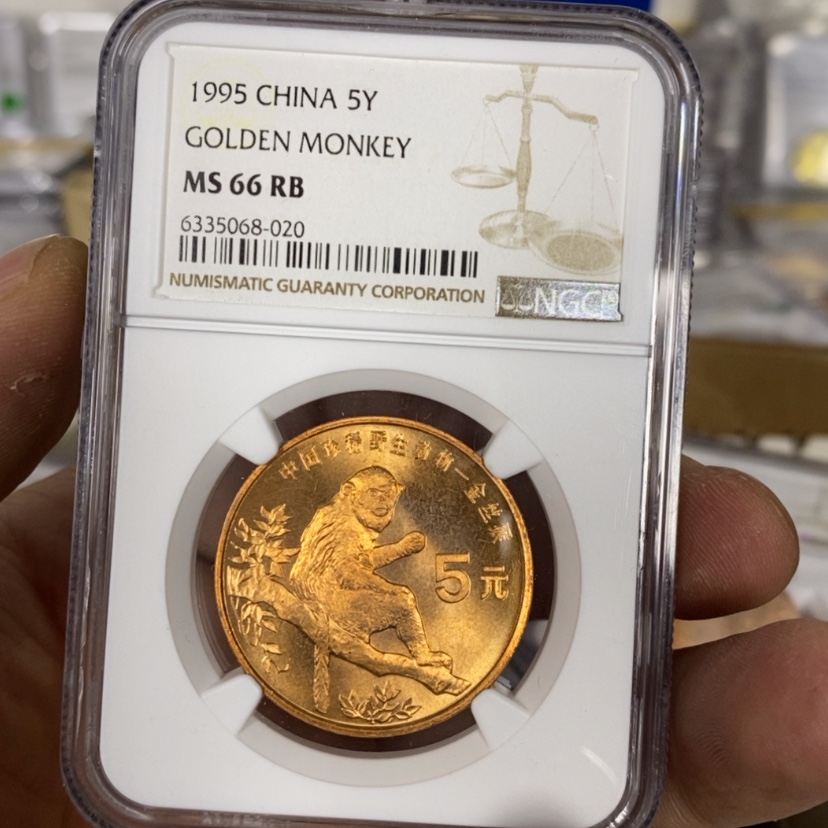 1995 CHINA 5Y
GOLDEN MONKEY
MS 66 RB
6335068-020
NUMISMATIC GUARANTY CORPORATION
NGC
中国珍稀野生动物—金丝猴
5元